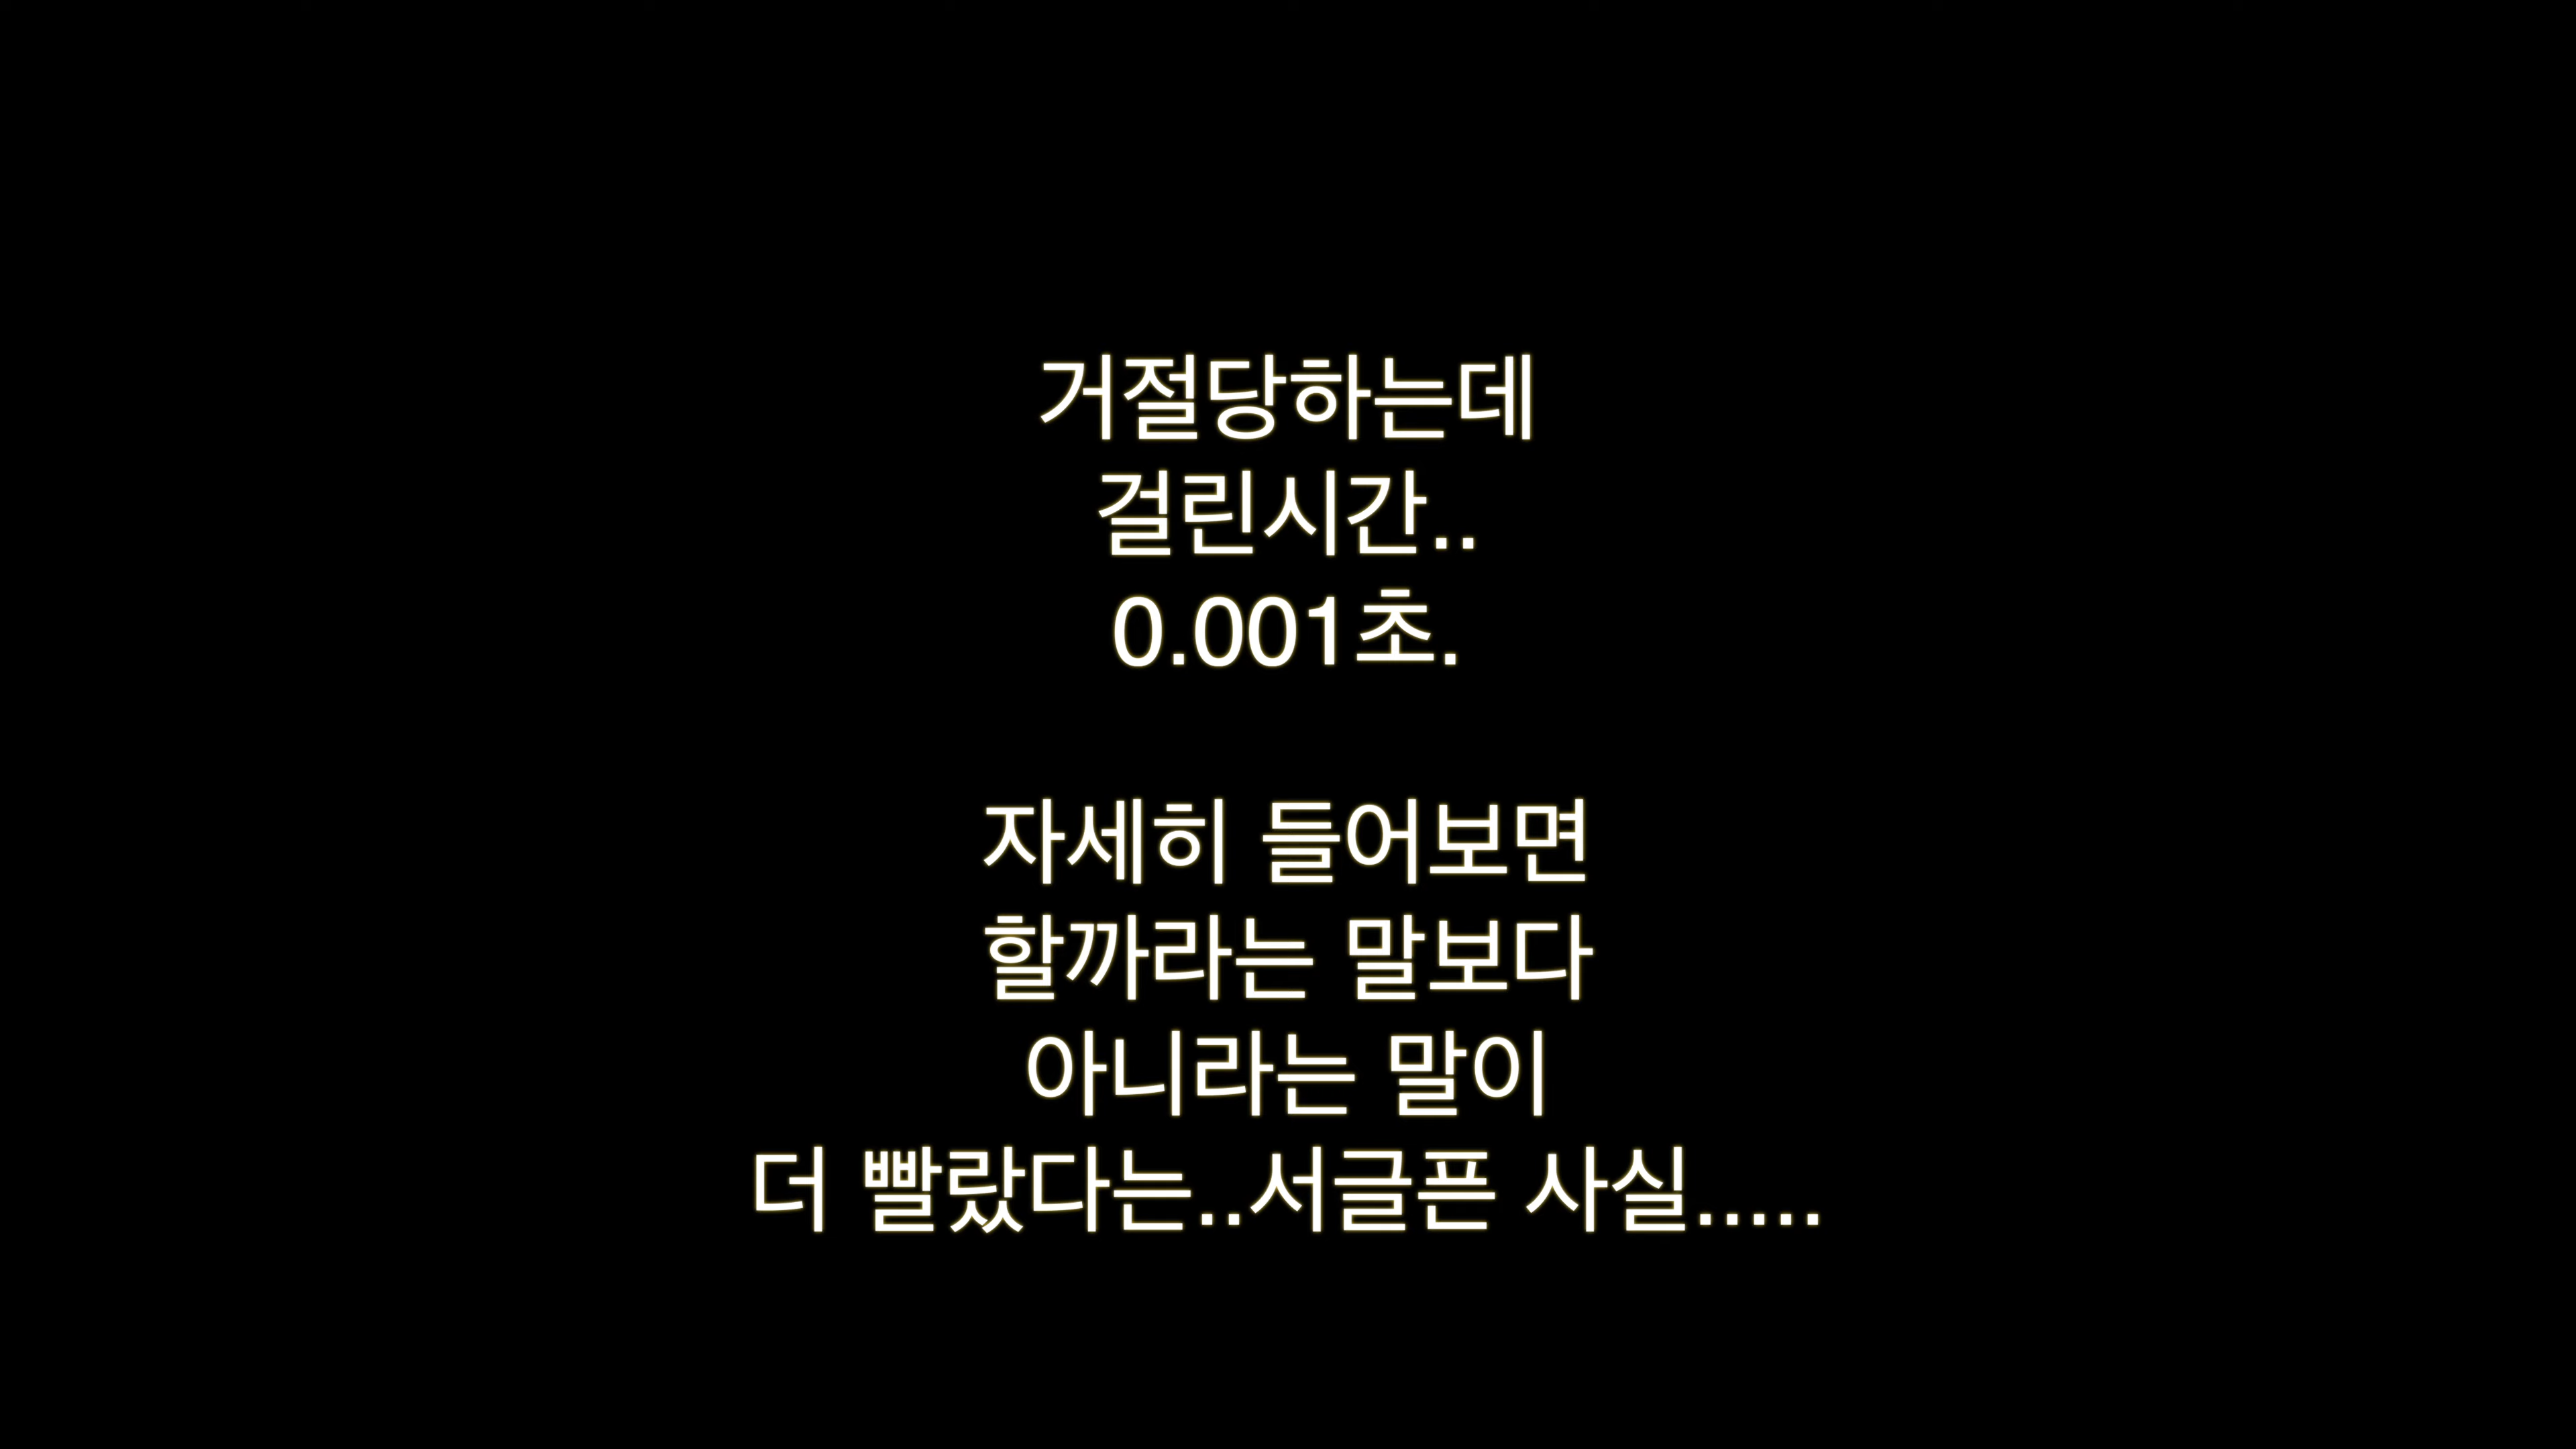 거절당하는데
걸린시간..
0.001초.
자세히 들어보면
할까라는 말보다
아니라는 말이
더 빨랐다는..서글픈 사실.....